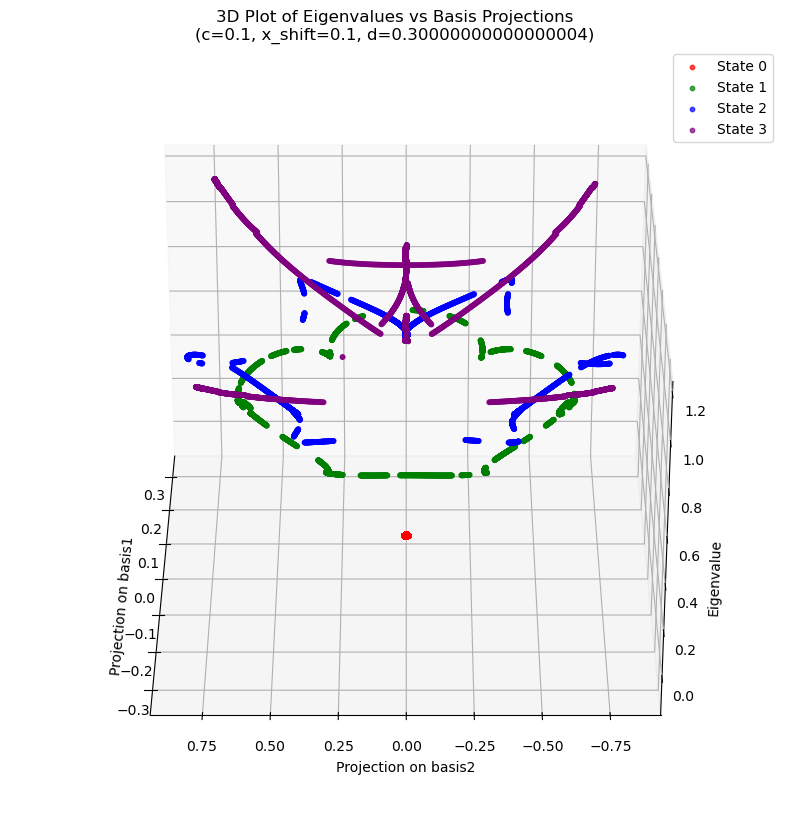 3D Plot of Eigenvalues vs Basis Projections
(c=0.1, x_shift=0.1, d=0.30000000000000004)
State 0
State 1
State 2
State 3
1.2
1.0
0.8
0.6
0.4
0.2
0.0
Eigenvalue
0.3
0.2
0.1
0.0
−0.1
−0.2
−0.3
Projection on basis1
0.75 0.50 0.25 0.00 −0.25 −0.50 −0.75
Projection on basis2